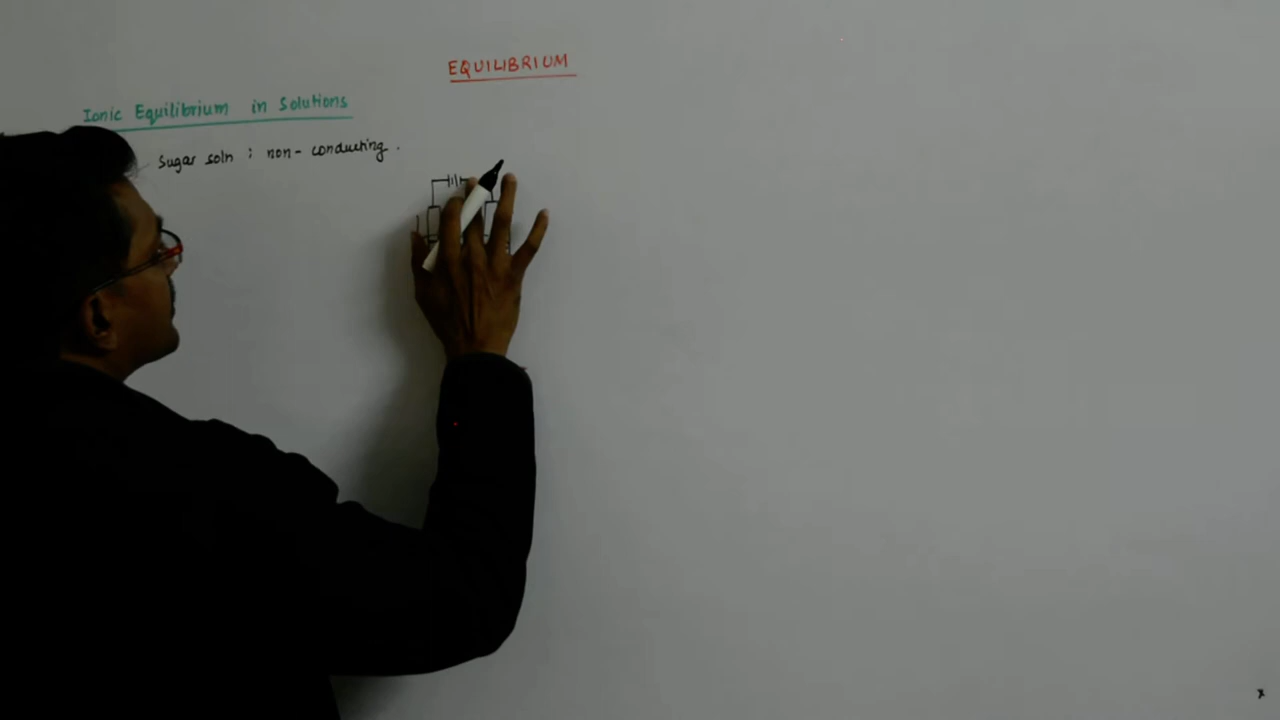 EQUILIBRIUM
Ionic Equilibrium in Solutions
Sugar soln : non-conducting.